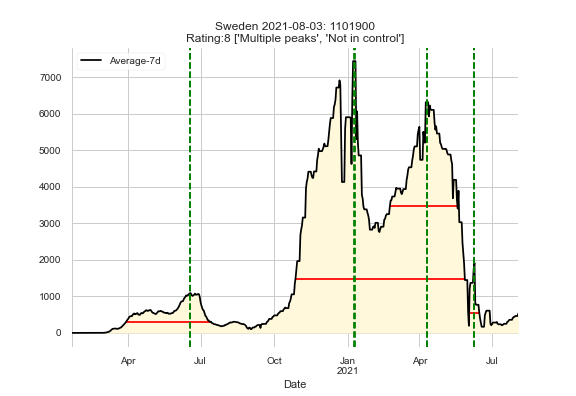 Sweden 2021-08-03: 1101900
Rating:8 ['Multiple peaks', 'Not in control']
Average-7d
7000
6000
5000
4000
3000
2000
1000
0
Apr Jul Oct Jan Apr Jul
2021
Date